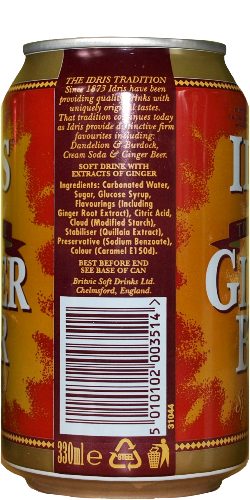 THE IDRIS TRADITION
Since 1873 Idris have been
providing quality drinks with
uniquely original tastes.
That tradition continues today
as Idris provide distinctive firm
favourites including:
Dandelion & Burdock,
Cream Soda & Ginger Beer.
SOFT DRINK WITH
EXTRACTS OF GINGER
Ingredients: Carbonated Water,
Sugar, Glucose Syrup,
Flavourings (Including
Ginger Root Extract), Citric Acid,
Cloud (Modified Starch),
Stabiliser (Quillaia Extract),
Preservative (Sodium Benzoate),
Colour (Caramel E150d).
BEST BEFORE END
SEE BASE OF CAN
Britvic Soft Drinks Ltd.
Chelmsford, England.
5 010102 003514
31044
330ml e
STEEL
S
ER
R
I
GI